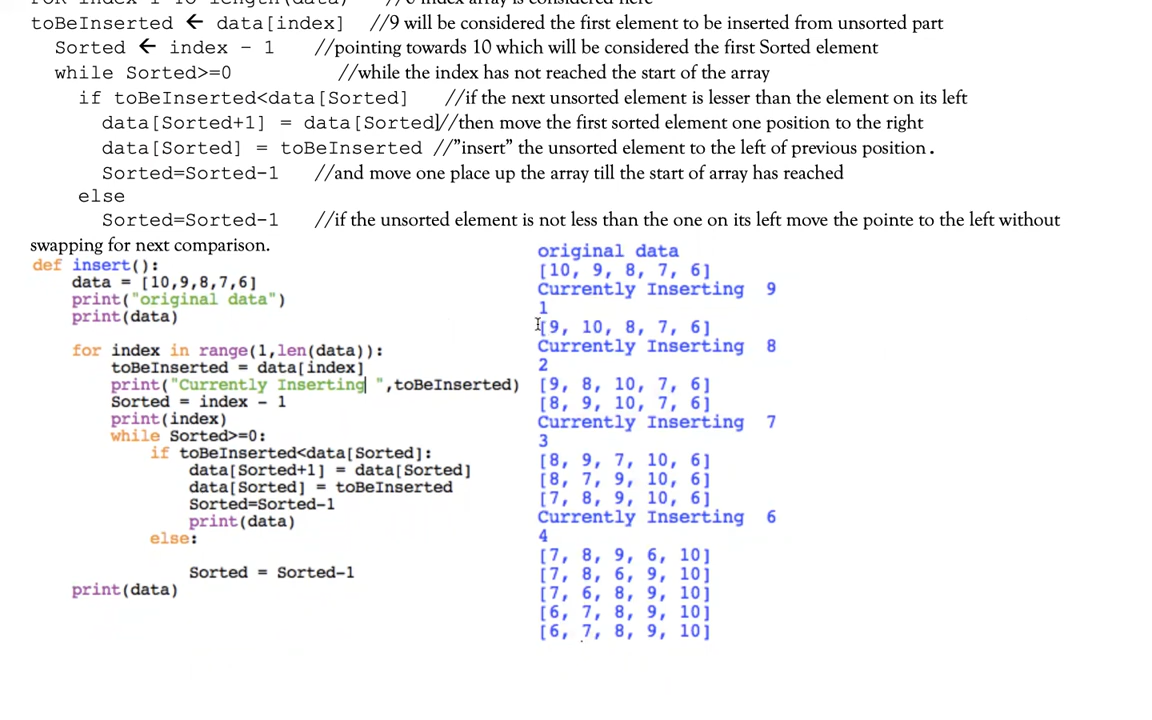 toBeInserted ← data[index] //9 will be considered the first element to be inserted from unsorted part
Sorted ← index - 1 //pointing towards 10 which will be considered the first Sorted element
while Sorted>=0 //while the index has not reached the start of the array
if toBeInserted<data[Sorted] //if the next unsorted element is lesser than the element on its left
data[Sorted+1] = data[Sorted]//then move the first sorted element one position to the right
data[Sorted] = toBeInserted //"insert" the unsorted element to the left of previous position.
Sorted=Sorted-1 //and move one place up the array till the start of array has reached
else
Sorted=Sorted-1 //if the unsorted element is not less than the one on its left move the pointe to the left without
swapping for next comparison.
def insert():
data = [10,9,8,7,6]
print("original data")
print(data)
for index in range(1,len(data)):
toBeInserted = data[index]
print("Currently Inserting ",toBeInserted)
Sorted = index - 1
print(index)
while Sorted>=0:
if toBeInserted<data[Sorted]:
data[Sorted+1] = data[Sorted]
data[Sorted] = toBeInserted
Sorted=Sorted-1
print(data)
else:
Sorted = Sorted-1
print(data)
original data
[10, 9, 8, 7, 6]
Currently Inserting 9
1
[9, 10, 8, 7, 6]
Currently Inserting 8
2
[9, 8, 10, 7, 6]
[8, 9, 10, 7, 6]
Currently Inserting 7
3
[8, 9, 7, 10, 6]
[8, 7, 9, 10, 6]
[7, 8, 9, 10, 6]
Currently Inserting 6
4
[7, 8, 9, 6, 10]
[7, 8, 6, 9, 10]
[7, 6, 8, 9, 10]
[6, 7, 8, 9, 10]
[6, 7, 8, 9, 10]